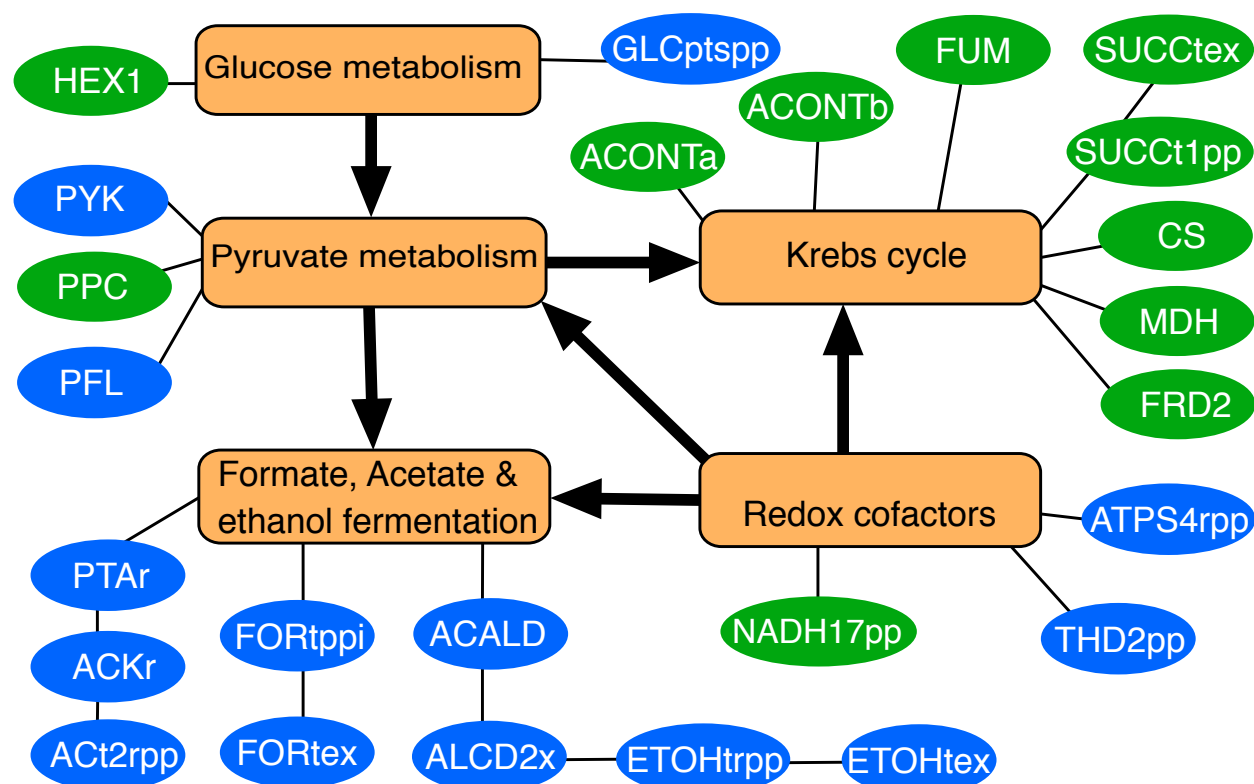 GLCptspp
FUM
SUCCtex
HEX1
Glucose metabolism
ACONTb
ACONTa
SUCCt1pp
PYK
CS
Pyruvate metabolism
Krebs cycle
PPC
MDH
PFL
FRD2
Formate, Acetate &
ethanol fermentation
Redox cofactors
ATPS4rpp
PTAr
FORtppi
ACALD
NADH17pp
THD2pp
ACKr
ACt2rpp
FORtex
ALCD2x
ETOHtrpp
ETOHtex